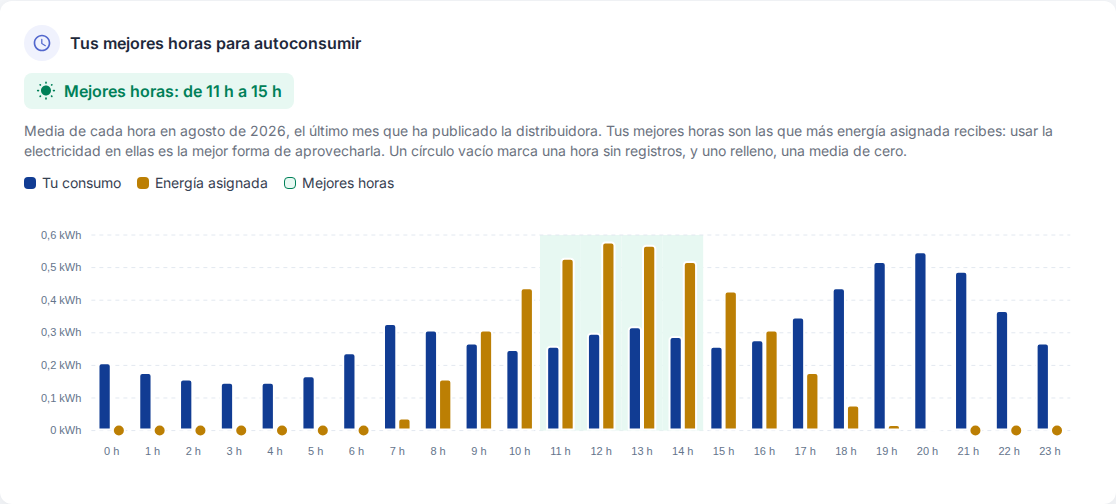 Tus mejores horas para autoconsumir
Mejores horas: de 11 h a 15 h
Media de cada hora en agosto de 2026, el último mes que ha publicado la distribuidora. Tus mejores horas son las que más energía asignada recibes: usar la
electricidad en ellas es la mejor forma de aprovecharla. Un círculo vacío marca una hora sin registros, y uno relleno, una media de cero.
Tu consumo Energía asignada Mejores horas
0,6 kWh
0,5 kWh
0,4 kWh
0,3 kWh
0,2 kWh
0,1 kWh
0 kWh
0 h 1 h 2 h 3 h 4 h 5 h 6 h 7 h 8 h 9 h 10 h 11 h 12 h 13 h 14 h 15 h 16 h 17 h 18 h 19 h 20 h 21 h 22 h 23 h